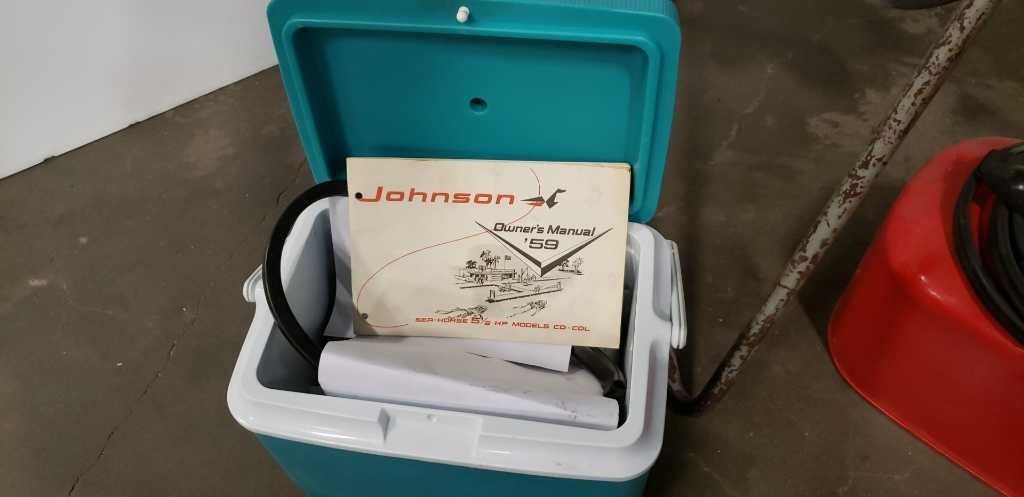 Johnson
Owner's Manual
'59
SEA-HORSE 5½ HP MODELS CD-CDL